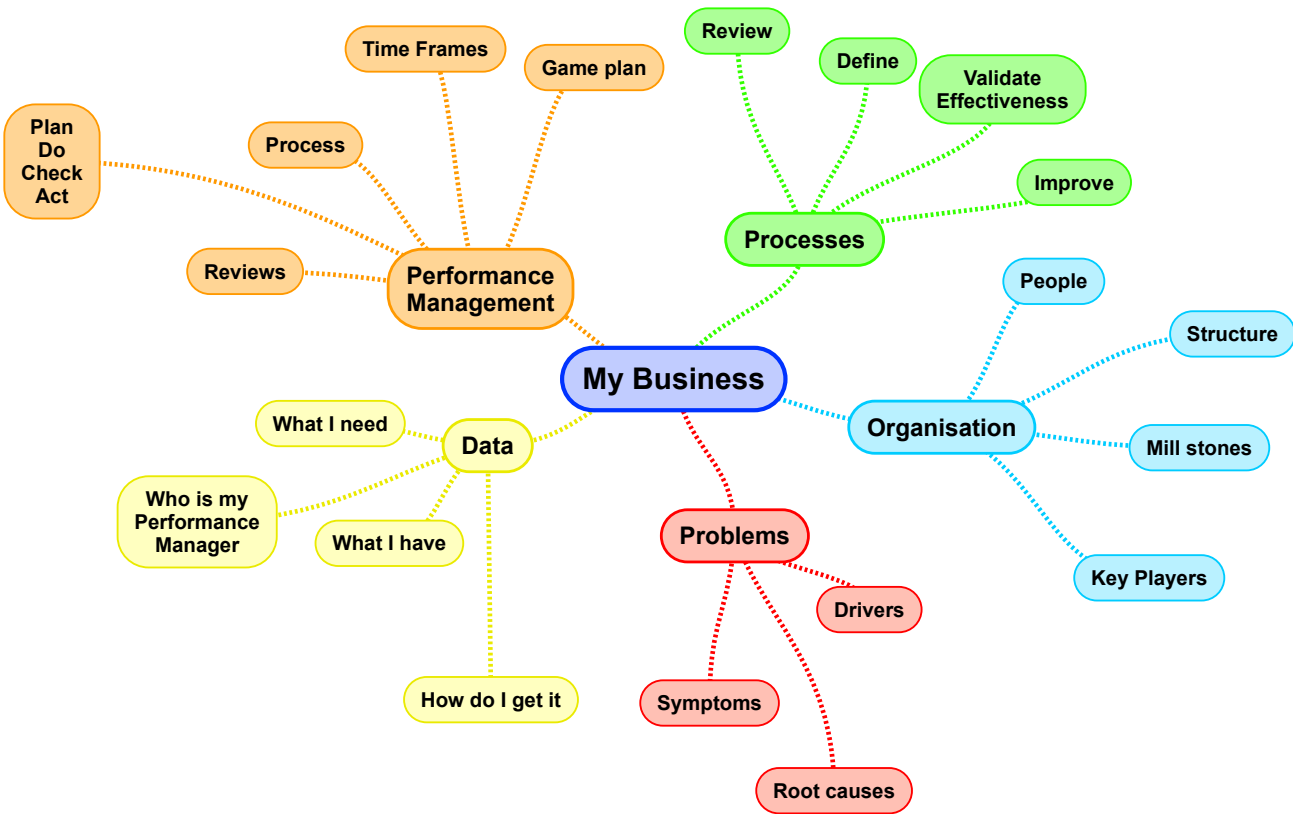 My Business
Performance
Management
Plan
Do
Check
Act
Process
Time Frames
Game plan
Reviews
Processes
Review
Define
Validate
Effectiveness
Improve
Organisation
People
Structure
Mill stones
Key Players
Problems
Drivers
Symptoms
Root causes
Data
What I need
Who is my
Performance
Manager
What I have
How do I get it